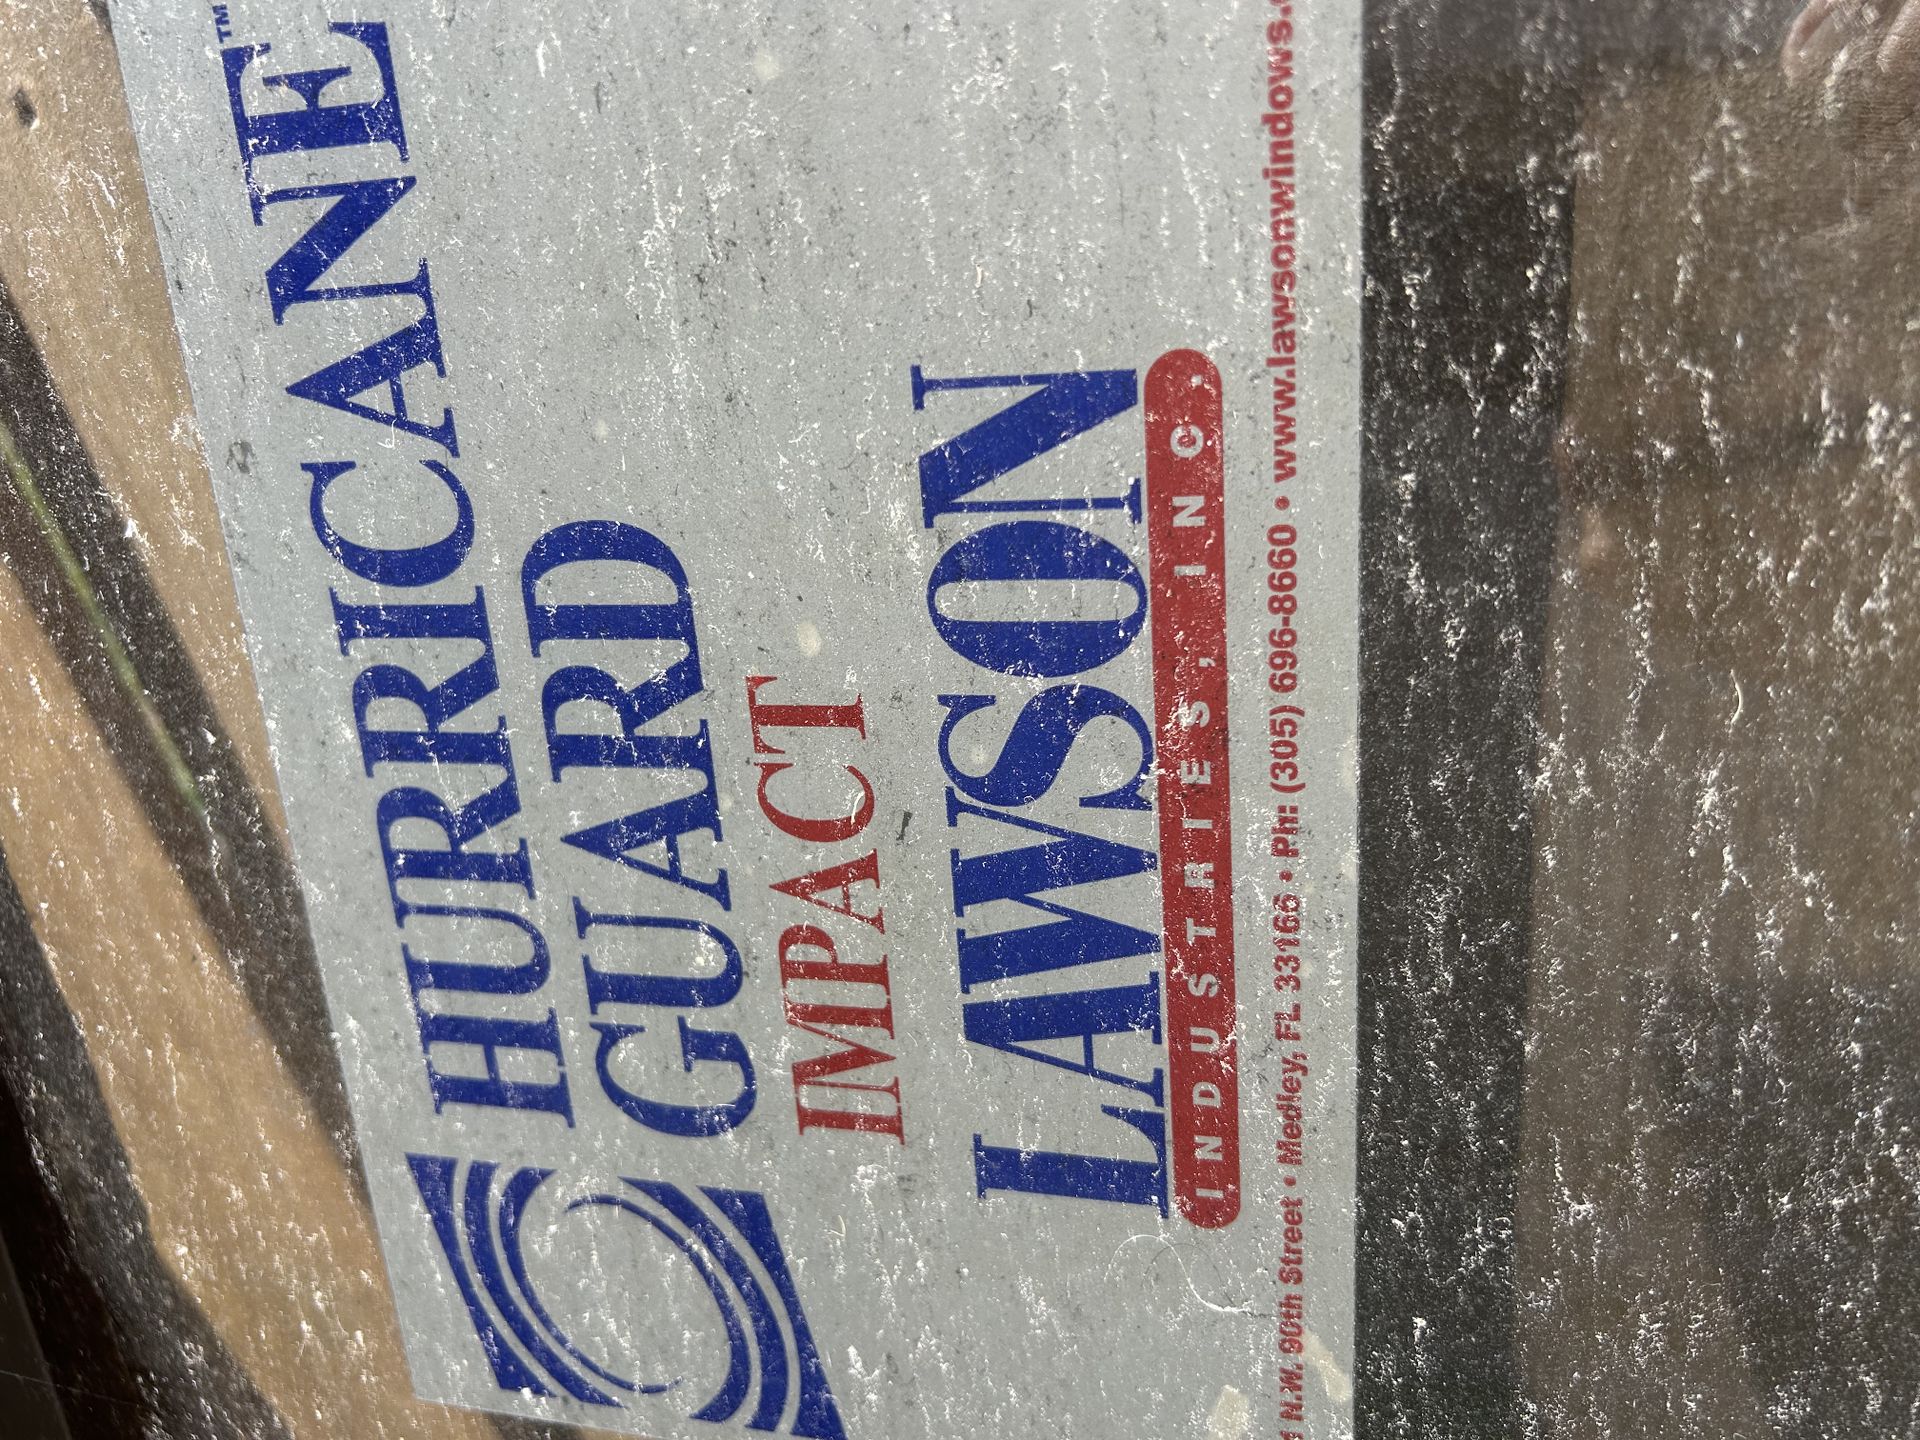 HURRICANE™
GUARD
IMPACT
LAWSON
INDUSTRIES, INC.
N.W. 90th Street • Medley, FL 33166 • Ph: (305) 696-8660 • www.lawsonwindows.